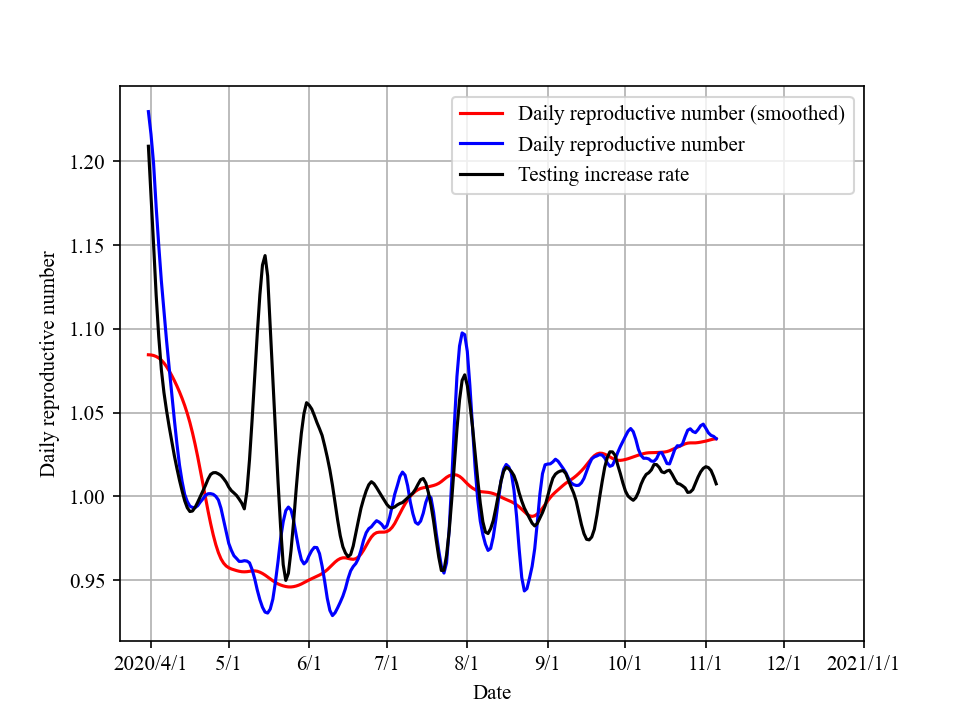 Daily reproductive number (smoothed)
Daily reproductive number
Testing increase rate
Daily reproductive number
1.20
1.15
1.10
1.05
1.00
0.95
2020/4/1 5/1 6/1 7/1 8/1 9/1 10/1 11/1 12/1 2021/1/1
Date